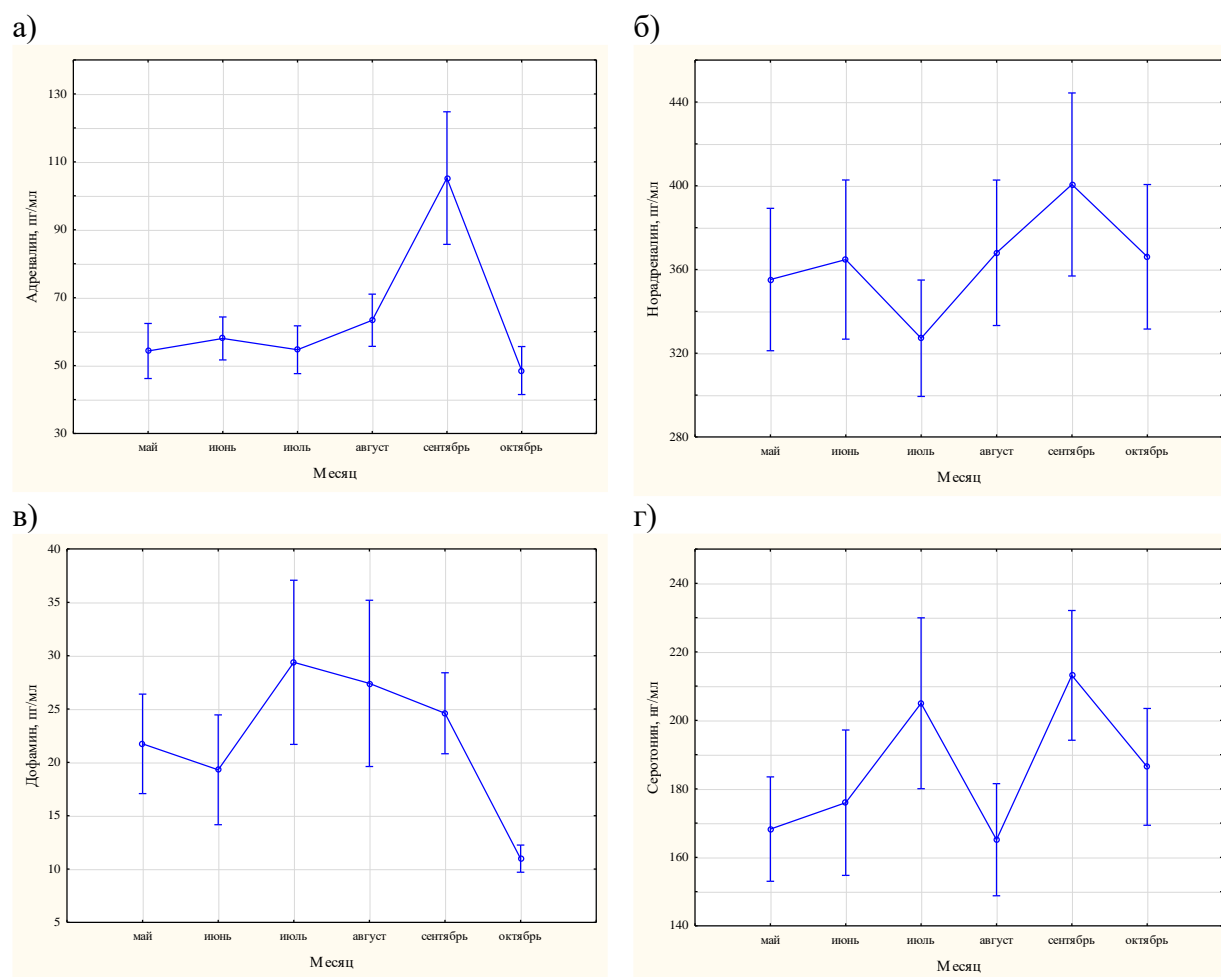 а)
Адреналин, пг/мл
130
110
90
70
50
30
май июнь июль август сентябрь октябрь
Месяц
б)
Норадреналин, пг/мл
440
400
360
320
280
май июнь июль август сентябрь октябрь
Месяц
в)
Дофамин, пг/мл
40
35
30
25
20
15
10
5
май июнь июль август сентябрь октябрь
Месяц
г)
Серотонин, нг/мл
240
220
200
180
160
140
май июнь июль август сентябрь октябрь
Месяц